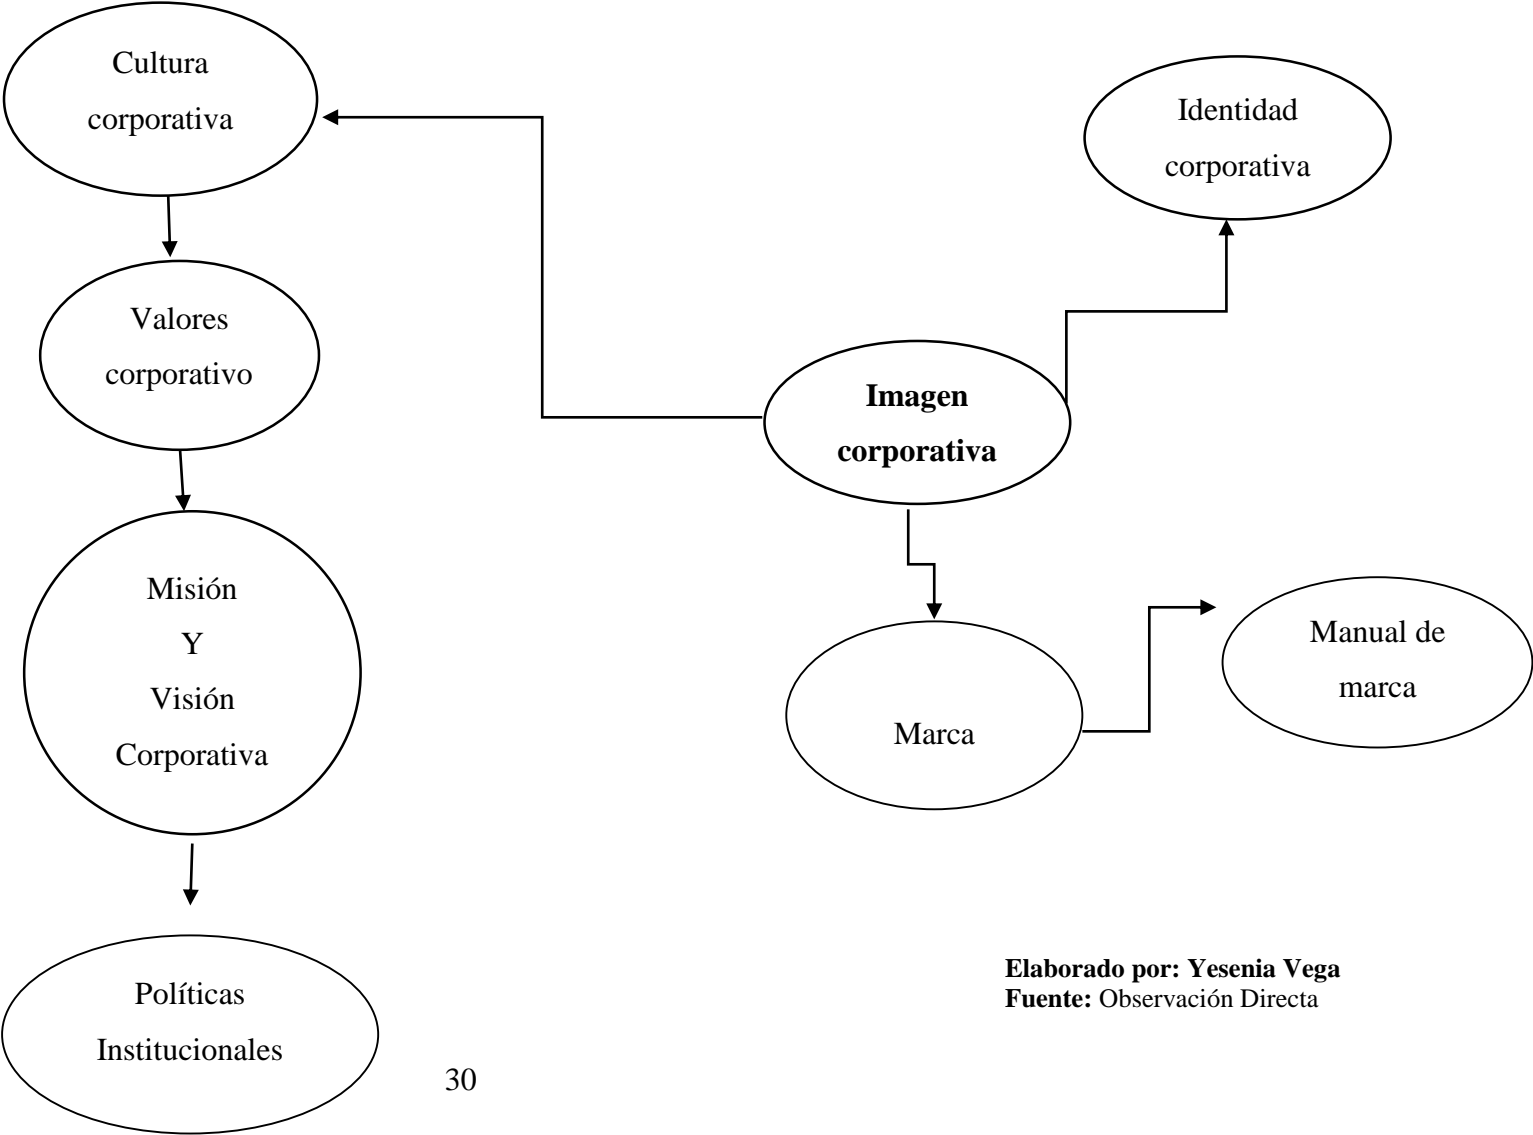 Cultura
corporativa
Identidad
corporativa
Valores
corporativo
Imagen
corporativa
Misión
Y
Visión
Corporativa
Manual de
marca
Marca
Políticas
Institucionales
Elaborado por: Yesenia Vega
Fuente: Observación Directa
30